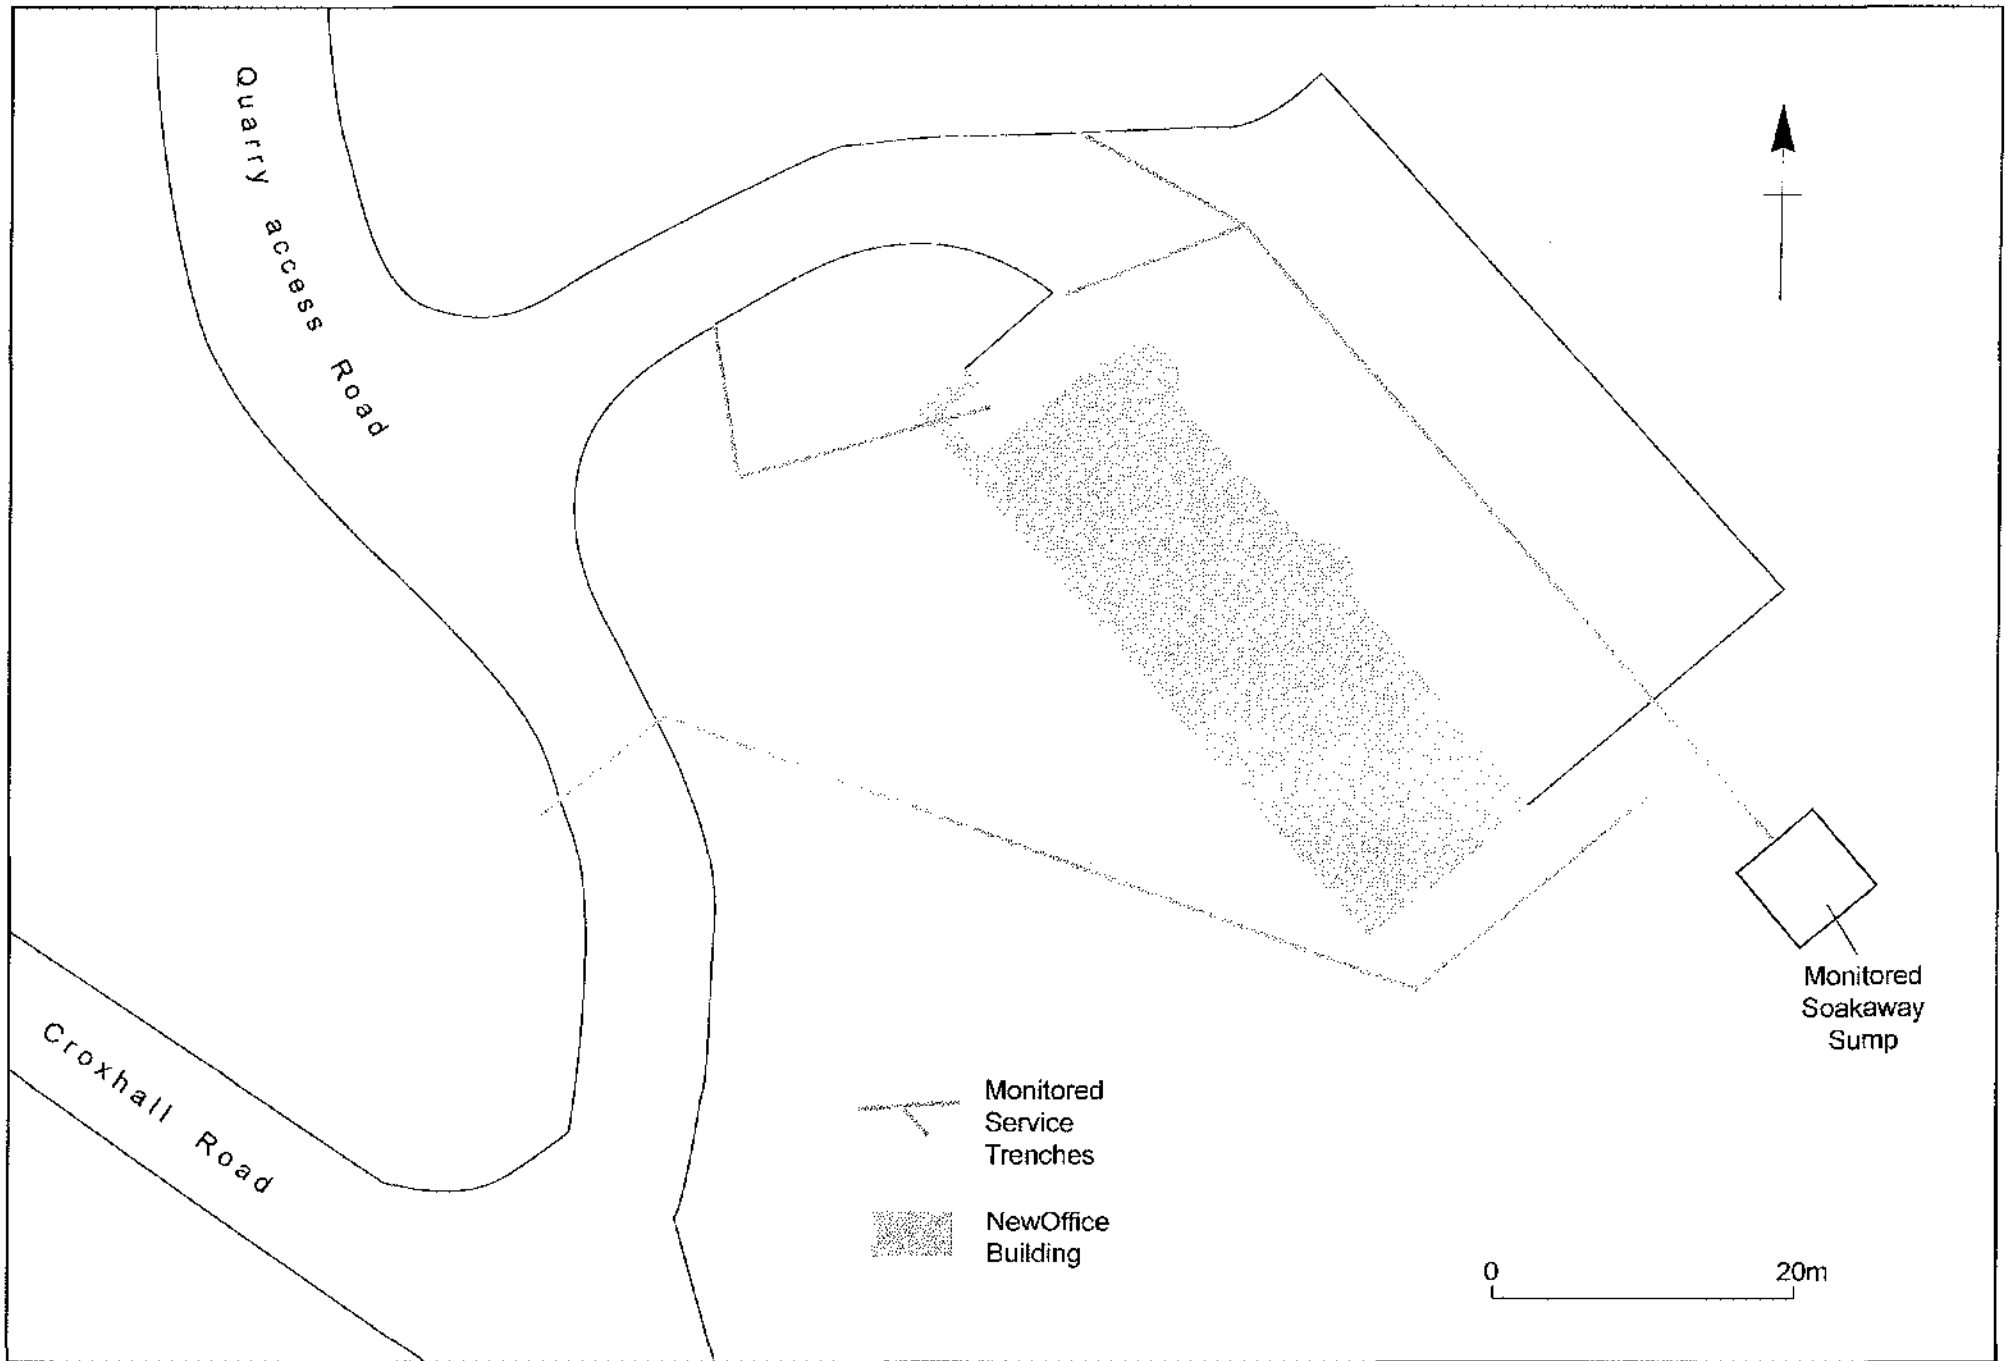 Quarry access Road
Croxhall Road
Monitored
Soakaway
Sump
Monitored
Service
Trenches
NewOffice
Building
0 20m